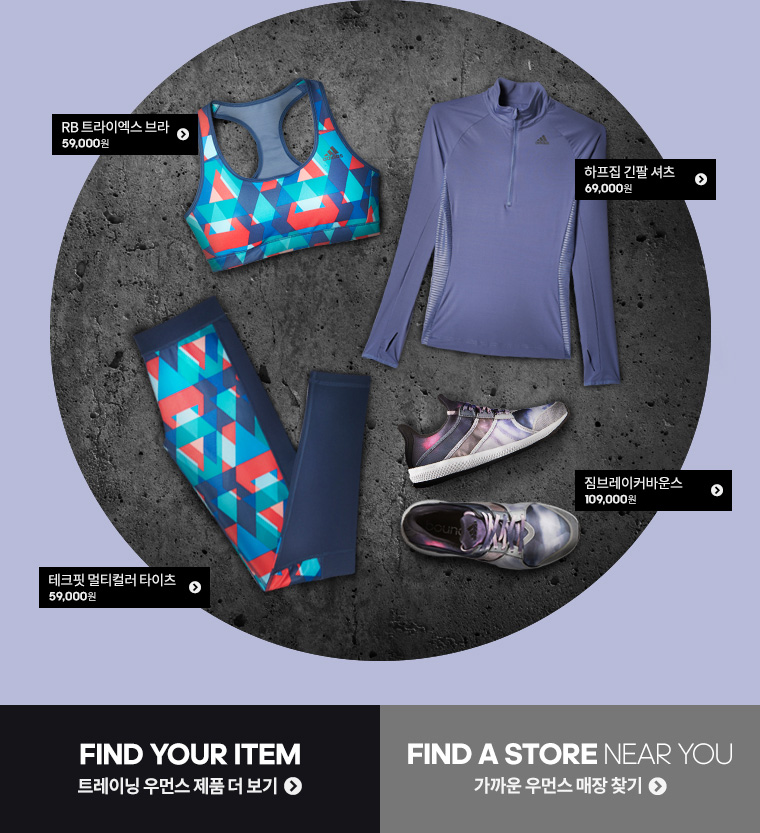 RB 트라이엑스 브라
59,000원
하프집 긴팔 셔츠
69,000원
짐브레이커바운스
109,000원
테크핏 멀티컬러 타이츠
59,000원
FIND YOUR ITEM
트레이닝 우먼스 제품 더 보기
FIND A STORE NEAR YOU
가까운 우먼스 매장 찾기